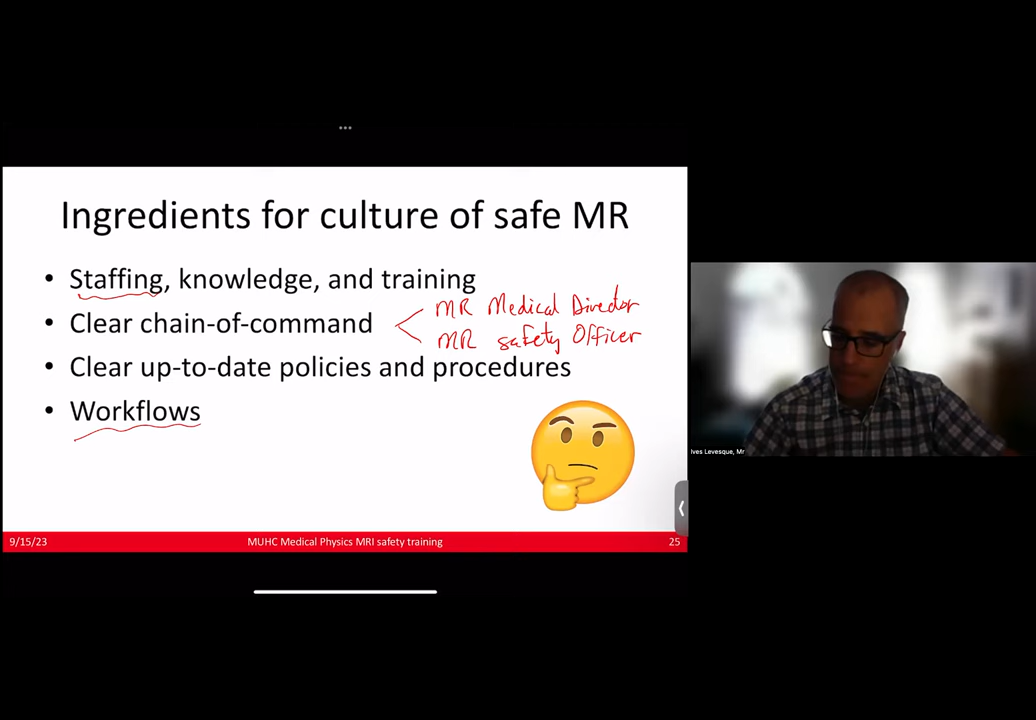 Ingredients for culture of safe MR
• Staffing, knowledge, and training
• Clear chain-of-command
MR Medical Director
MR safety Officer
• Clear up-to-date policies and procedures
• Workflows
9/15/23 MUHC Medical Physics MRI safety training 25
Ives Levesque, Mr